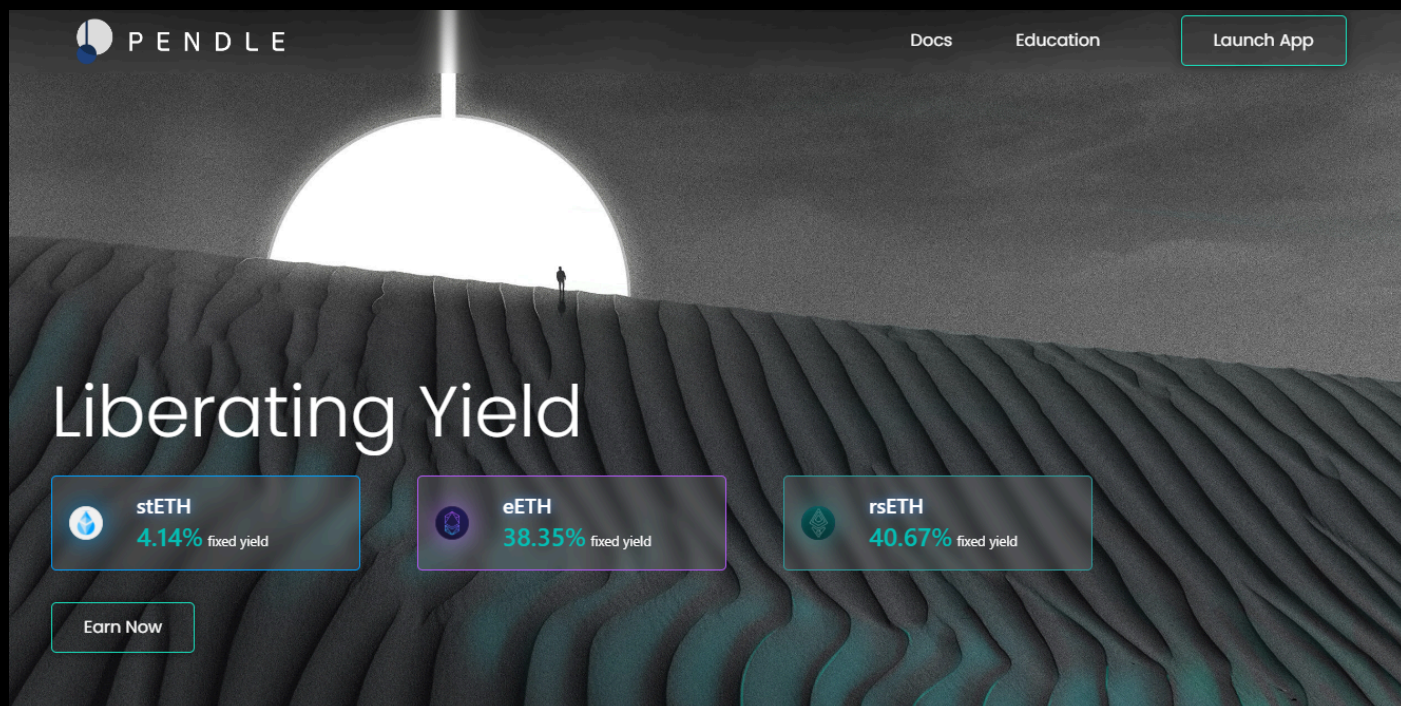 PENDLE
Docs
Education
Launch App
Liberating Yield
stETH
4.14% fixed yield
eETH
38.35% fixed yield
rsETH
40.67% fixed yield
Earn Now